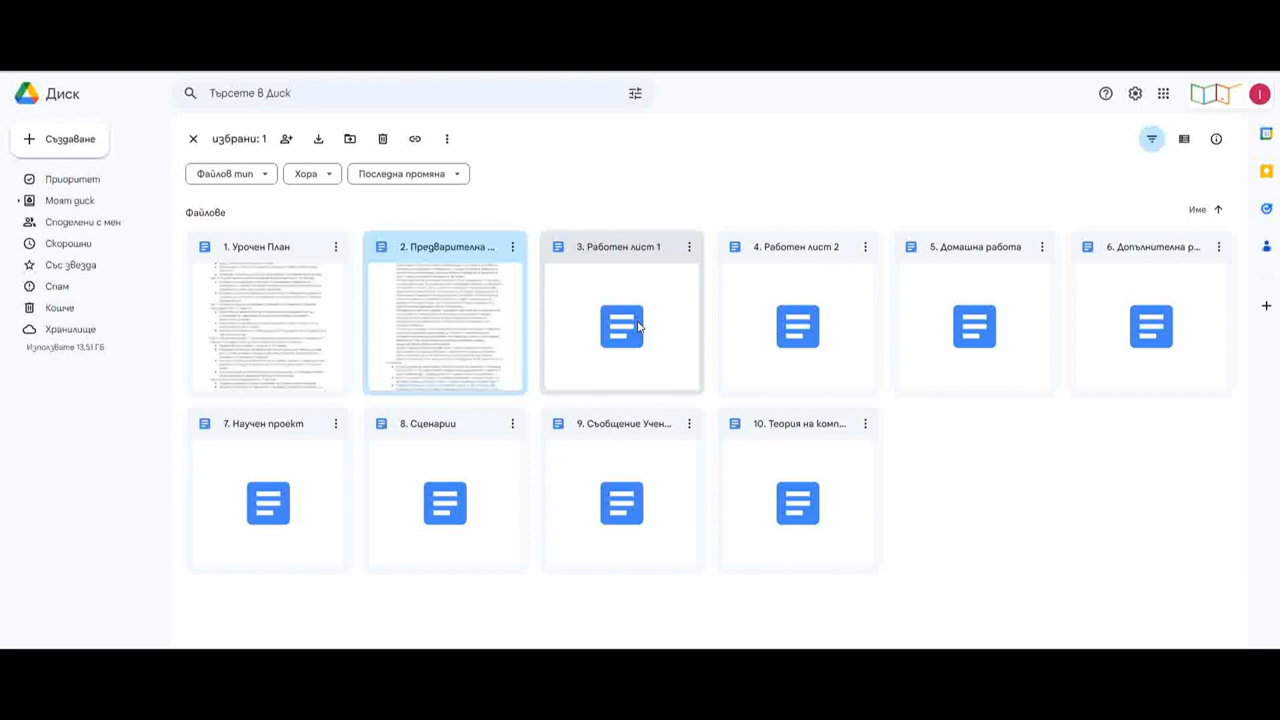 Диск
Търсете в Диск
Създаване
избрани: 1
Файлов тип
Хора
Последна промяна
Приоритет
Моят диск
Споделени с мен
Скорошни
Със звезда
Спам
Кошче
Хранилище
Използвате 13,51 ГБ
Файлове
Име
1. Урочен План
2. Предварителна ...
3. Работен лист 1
4. Работен лист 2
5. Домашна работа
6. Допълнителна р...
7. Научен проект
8. Сценарии
9. Съобщение Учен...
10. Теория на комп...
I